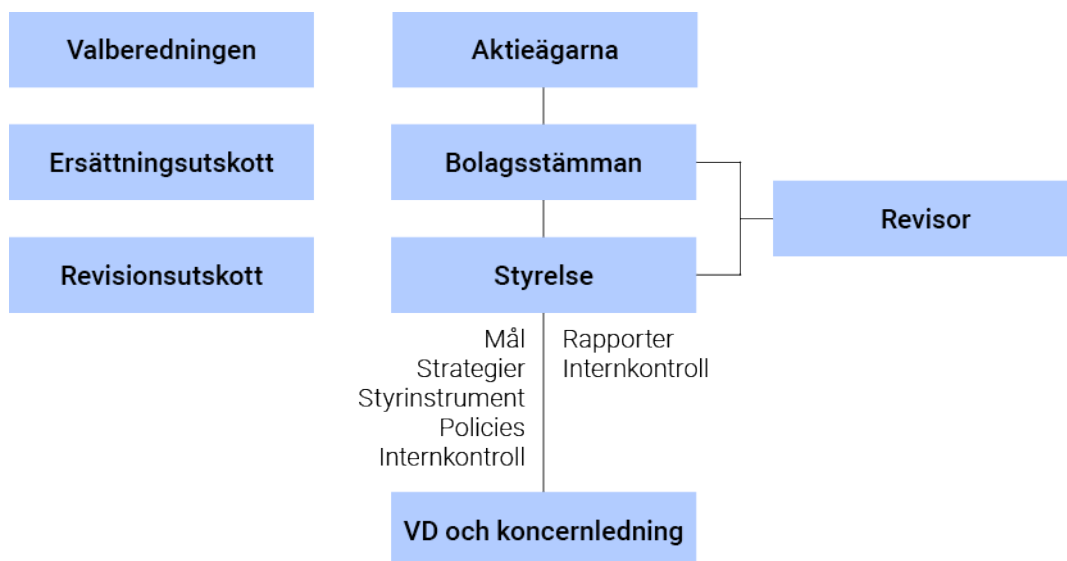 Valberedningen
Aktieägarna
Ersättningsutskott
Bolagsstämman
Revisor
Revisionsutskott
Styrelse
Mål
Strategier
Styrinstrument
Policies
Internkontroll
Rapporter
Internkontroll
VD och koncernledning